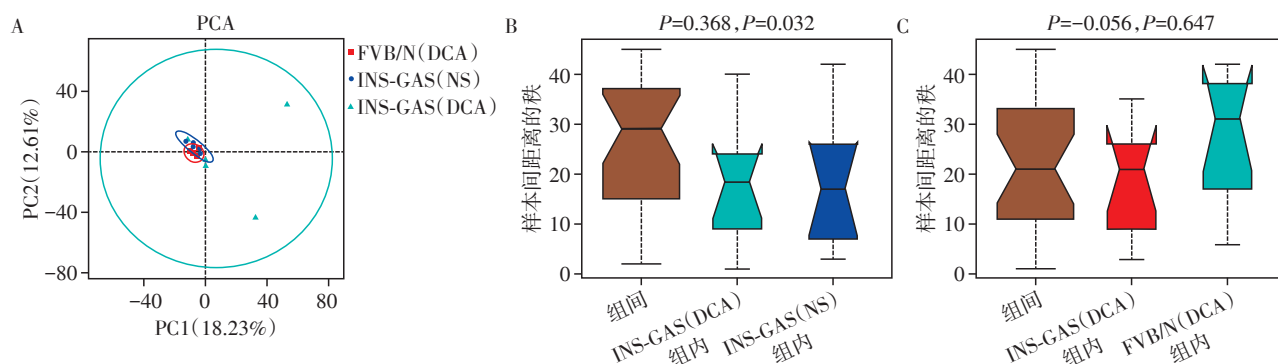 A
PCA
FVB/N(DCA)
INS-GAS(NS)
INS-GAS(DCA)
PC2(12.61%)
40
0
−40
−80
−40
0
40
80
PC1(18.23%)
B
P=0.368,P=0.032
样本间距离的秩
40
30
20
10
0
组间
INS-GAS(DCA)
组内
INS-GAS(NS)
组内
C
P=−0.056,P=0.647
样本间距离的秩
40
30
20
10
0
组间
INS-GAS(DCA)
组内
FVB/N(DCA)
组内